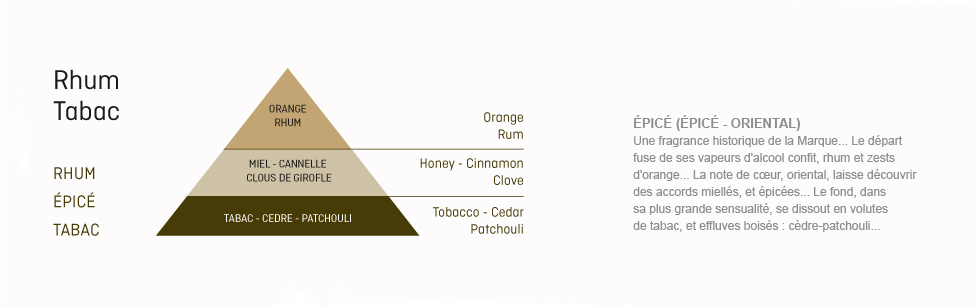 Rhum
Tabac
RHUM
ÉPICÉ
TABAC
ORANGE
RHUM
MIEL - CANNELLE
CLOUS DE GIROFLE
TABAC - CEDRE - PATCHOULI
Orange
Rum
Honey - Cinnamon
Clove
Tobacco - Cedar
Patchouli
ÉPICÉ (ÉPICÉ - ORIENTAL)
Une fragrance historique de la Marque... Le départ
fuse de ses vapeurs d'alcool confit, rhum et zests
d'orange... La note de cœur, oriental, laisse découvrir
des accords miellés, et épicées... Le fond, dans
sa plus grande sensualité, se dissout en volutes
de tabac, et effluves boisés : cèdre-patchouli...